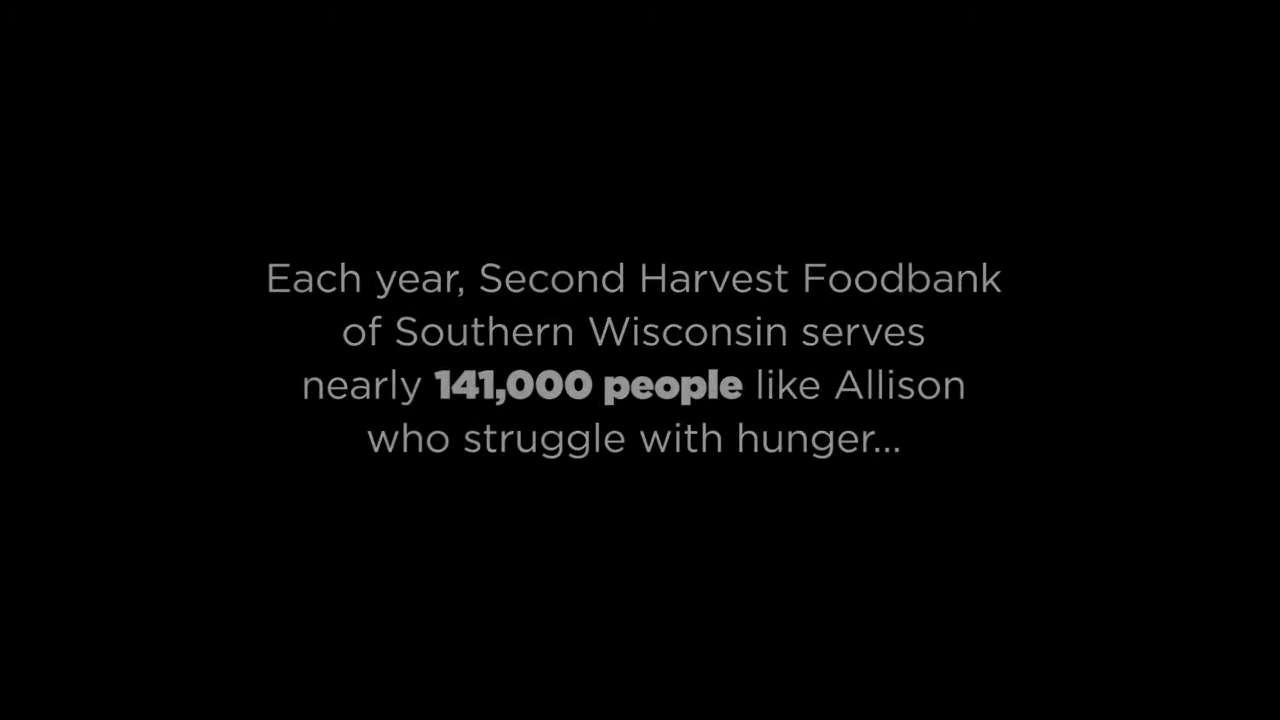 Each year, Second Harvest Foodbank
of Southern Wisconsin serves
nearly 141,000 people like Allison
who struggle with hunger...